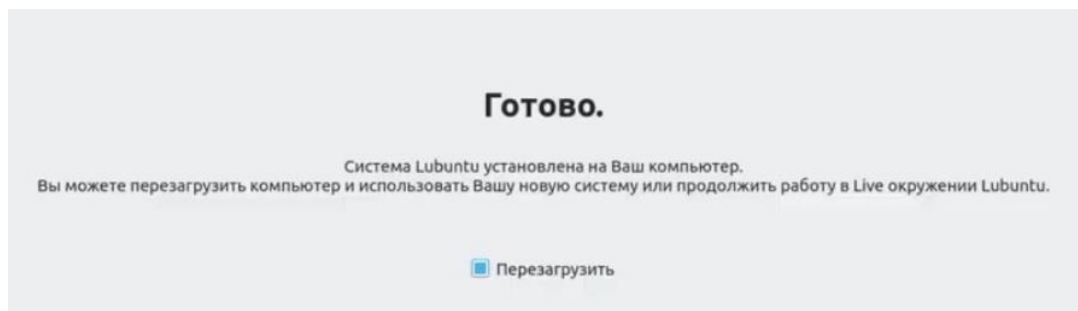 Готово.
Система Lubuntu установлена на Ваш компьютер.
Вы можете перезагрузить компьютер и использовать Вашу новую систему или продолжить работу в Live окружении Lubuntu.
Перезагрузить